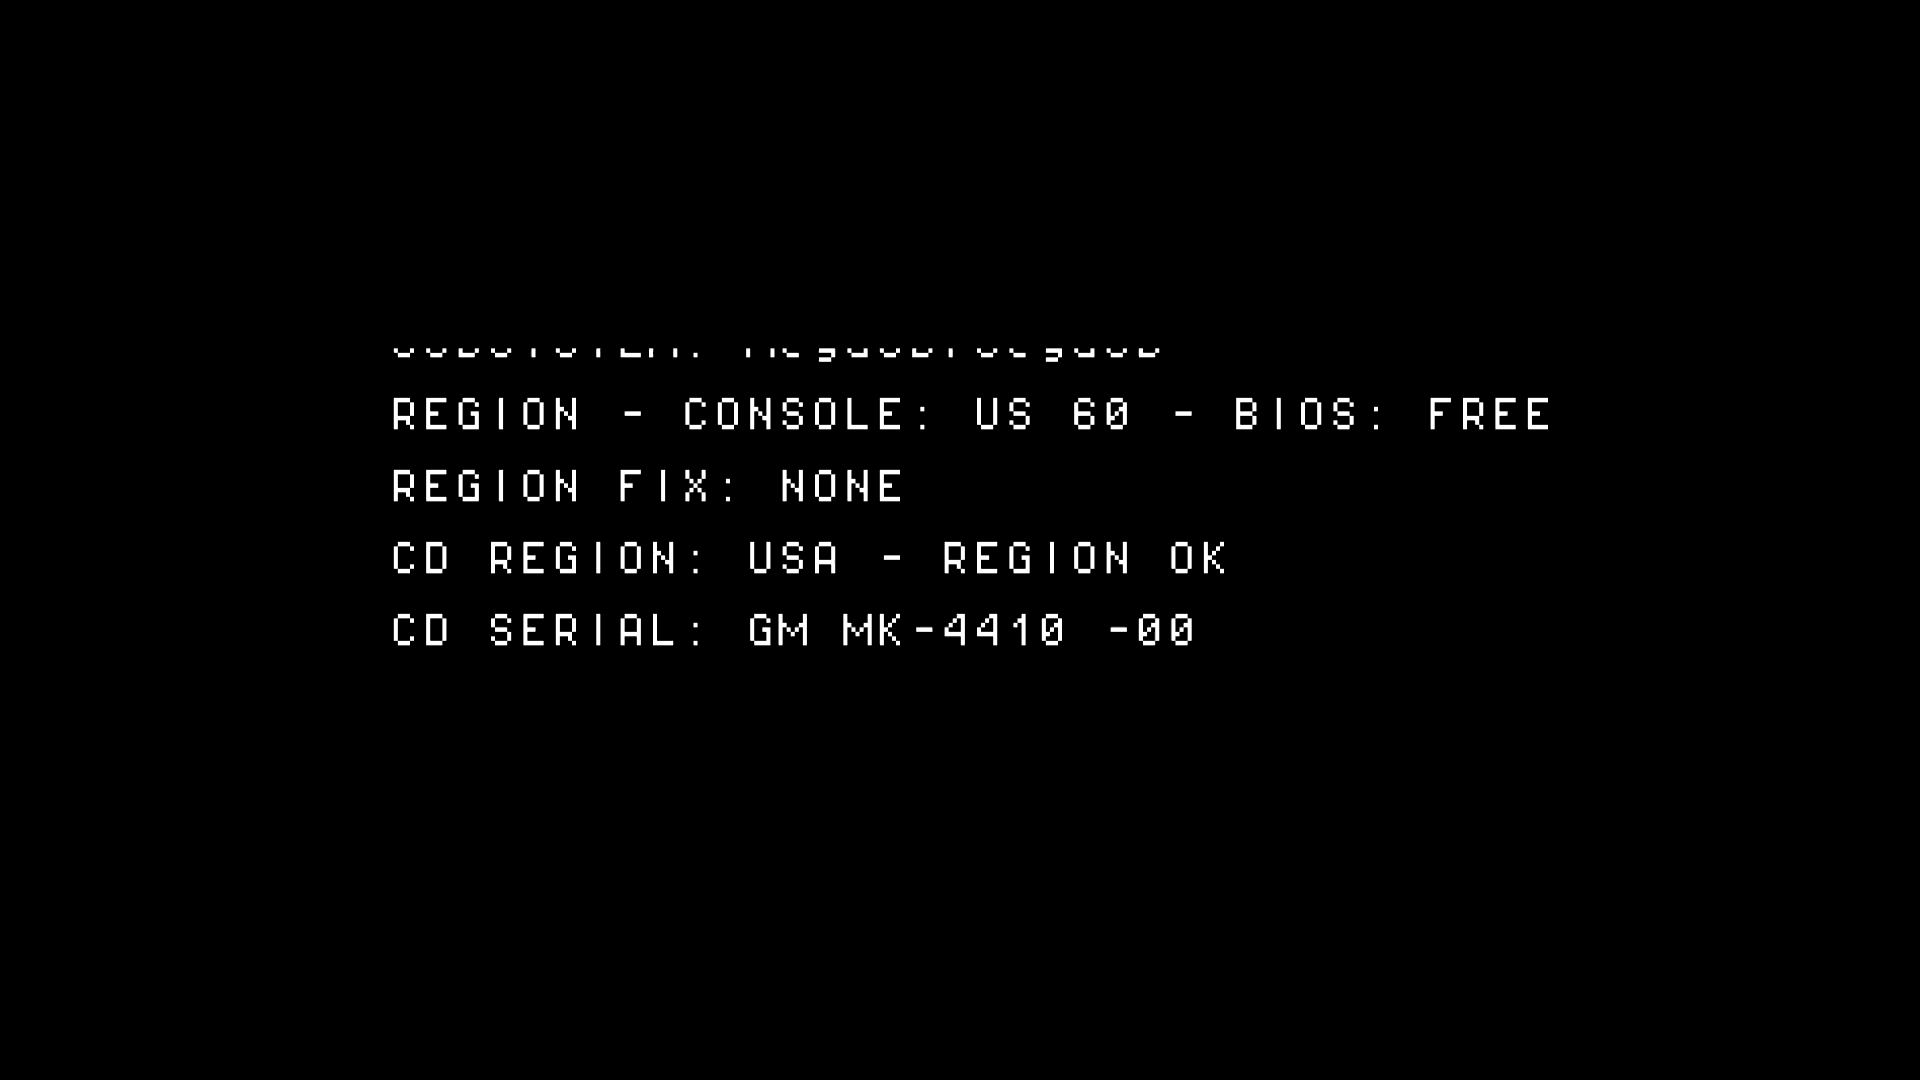 REGION - CONSOLE: US 60 - BIOS: FREE
REGION FIX: NONE
CD REGION: USA - REGION OK
CD SERIAL: GM MK-4410 -00